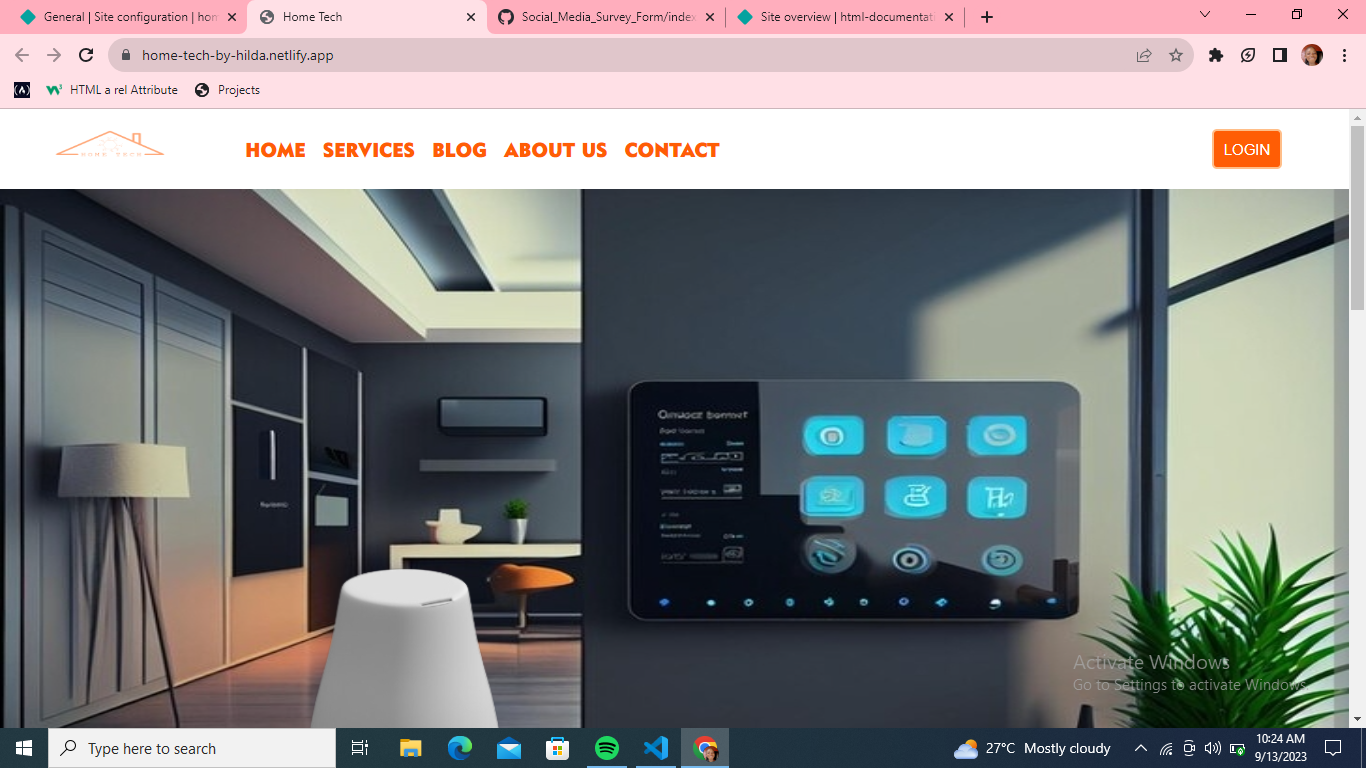 General | Site configuration | hom
Home Tech
Social_Media_Survey_Form/index
Site overview | html-documentat
home-tech-by-hilda.netlify.app
HTML a rel Attribute
Projects
HOME TECH
HOME SERVICES BLOG ABOUT US CONTACT
LOGIN
Activate Windows
Go to Settings to activate Windows.
Type here to search
27°C Mostly cloudy
10:24 AM
9/13/2023